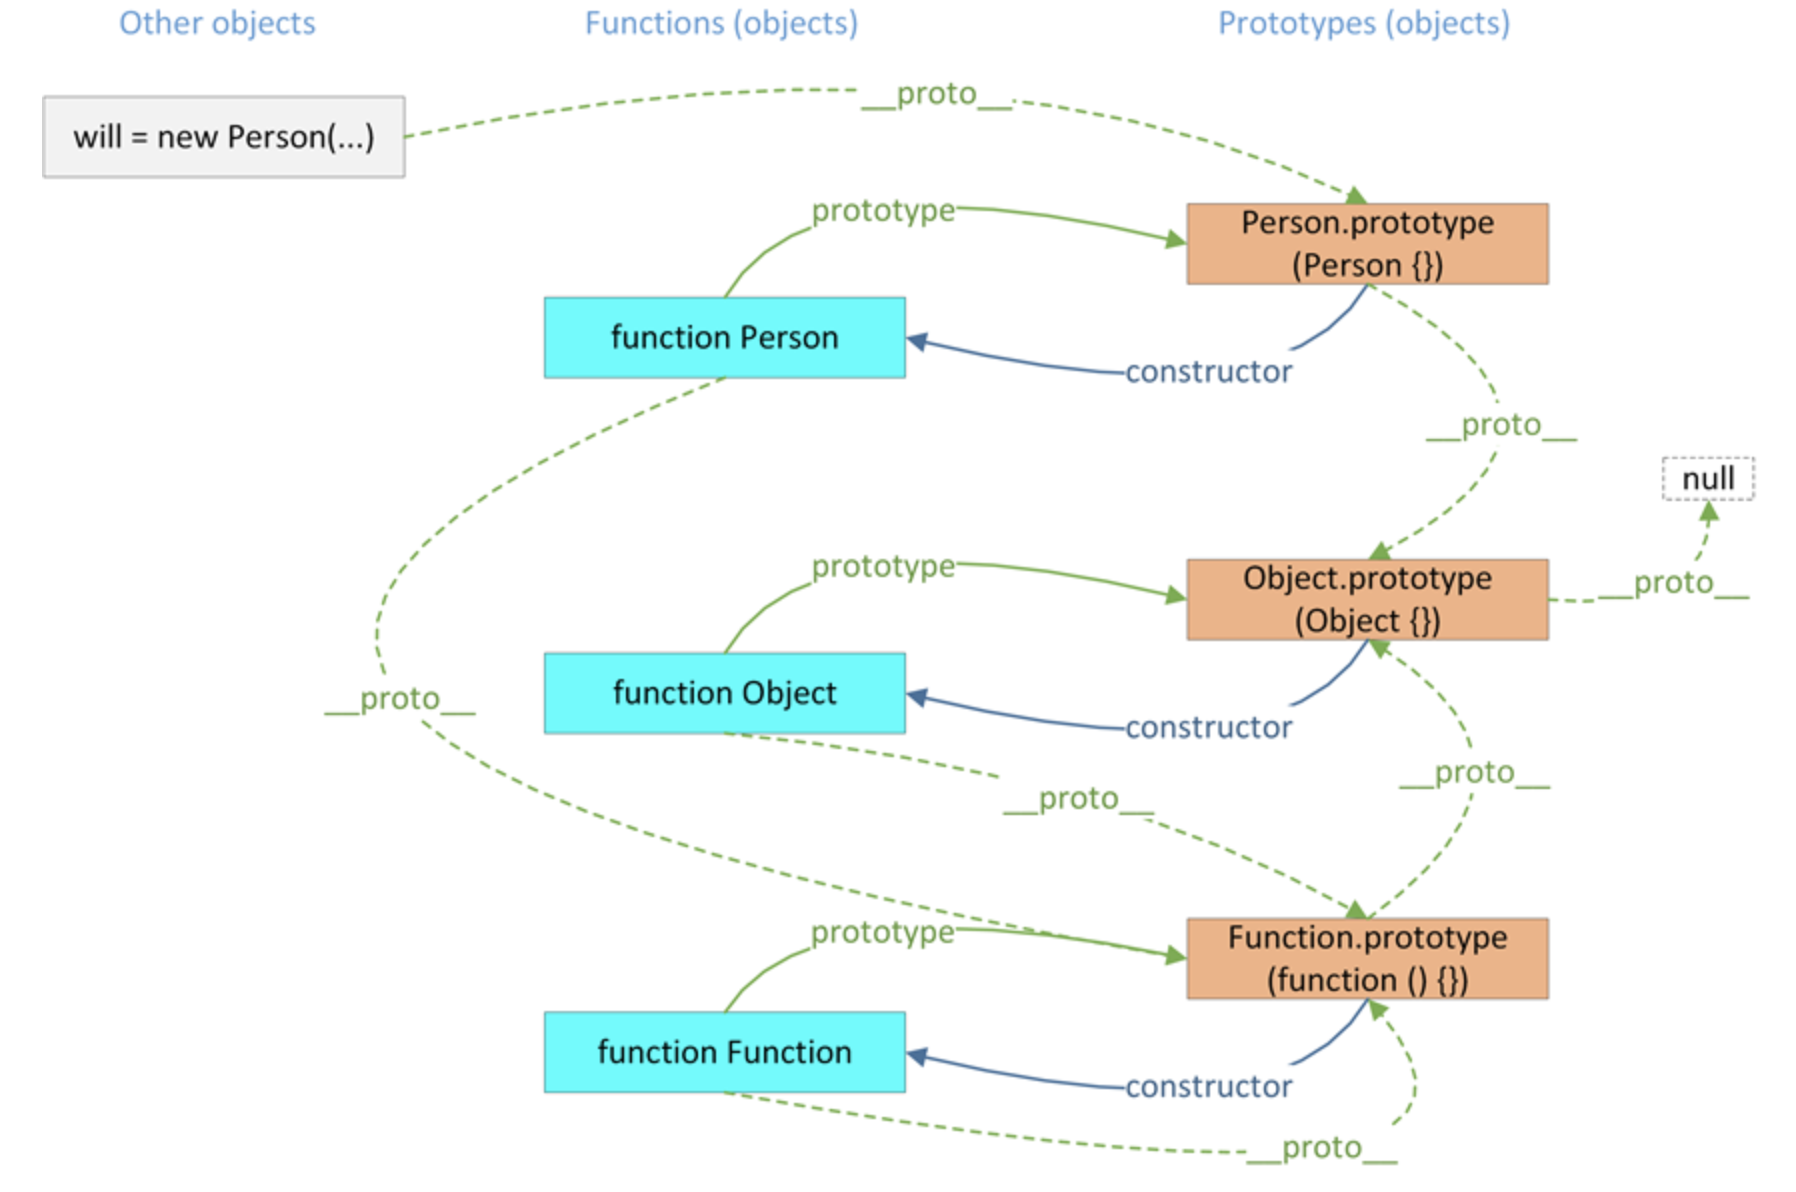 Other objects
Functions (objects)
Prototypes (objects)
will = new Person(...)
__proto__
prototype
Person.prototype
(Person {})
function Person
constructor
__proto__
null
prototype
Object.prototype
(Object {})
__proto__
function Object
__proto__
constructor
__proto__
__proto__
prototype
Function.prototype
(function () {})
function Function
constructor
__proto__